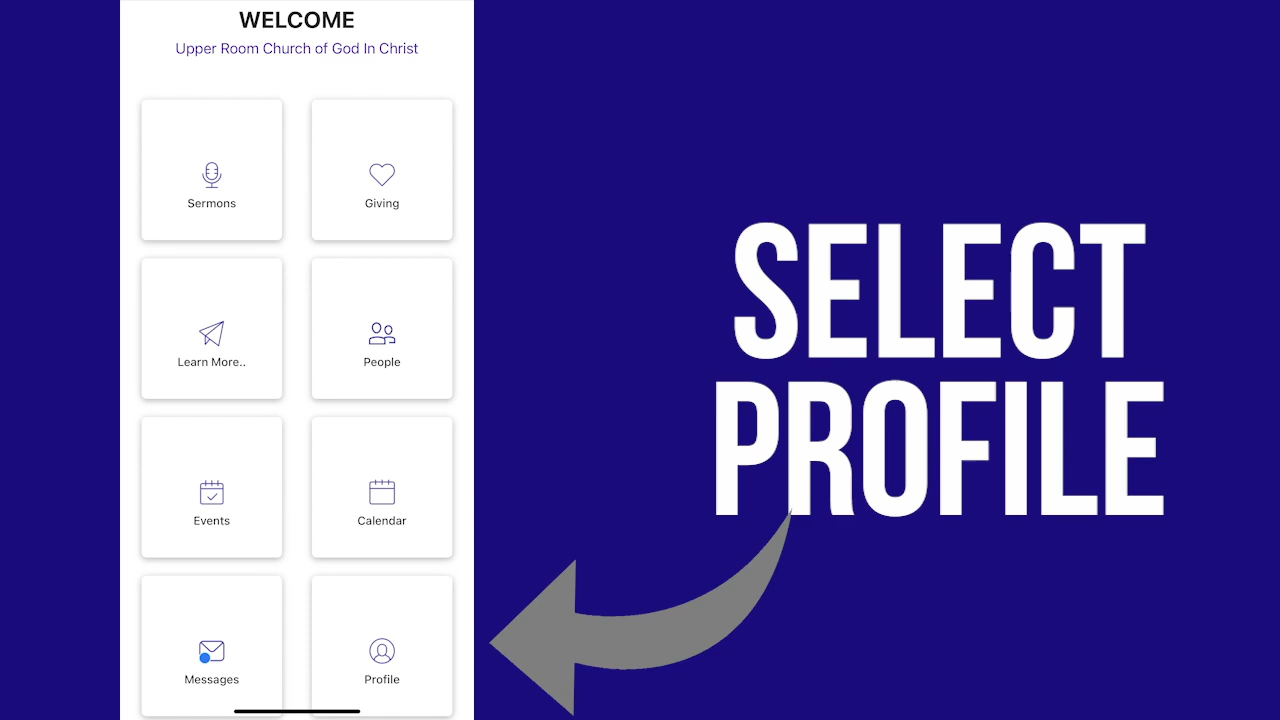 WELCOME
Upper Room Church of God In Christ
Sermons
Giving
Learn More..
People
Events
Calendar
Messages
Profile
SELECT
PROFILE